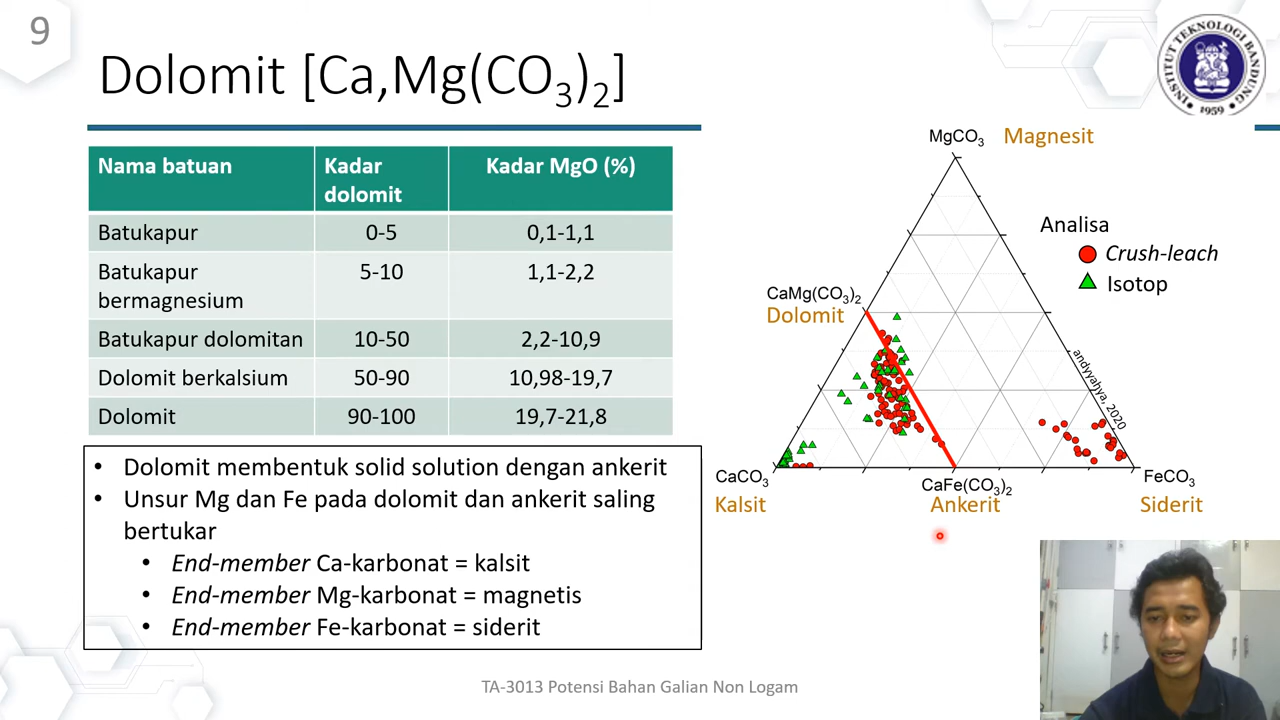 9
Dolomit [Ca,Mg(CO₃)₂]
INSTITUT TEKNOLOGI BANDUNG
1959
Nama batuan Kadar dolomit Kadar MgO (%)
Batukapur 0-5 0,1-1,1
Batukapur bermagnesium 5-10 1,1-2,2
Batukapur dolomitan 10-50 2,2-10,9
Dolomit berkalsium 50-90 10,98-19,7
Dolomit 90-100 19,7-21,8
• Dolomit membentuk solid solution dengan ankerit
• Unsur Mg dan Fe pada dolomit dan ankerit saling
bertukar
• End-member Ca-karbonat = kalsit
• End-member Mg-karbonat = magnetis
• End-member Fe-karbonat = siderit
MgCO₃ Magnesit
Analisa
Crush-leach
Isotop
CaMg(CO₃)₂
Dolomit
andyyahya, 2020
CaCO₃
Kalsit
CaFe(CO₃)₂
Ankerit
FeCO₃
Siderit
TA-3013 Potensi Bahan Galian Non Logam